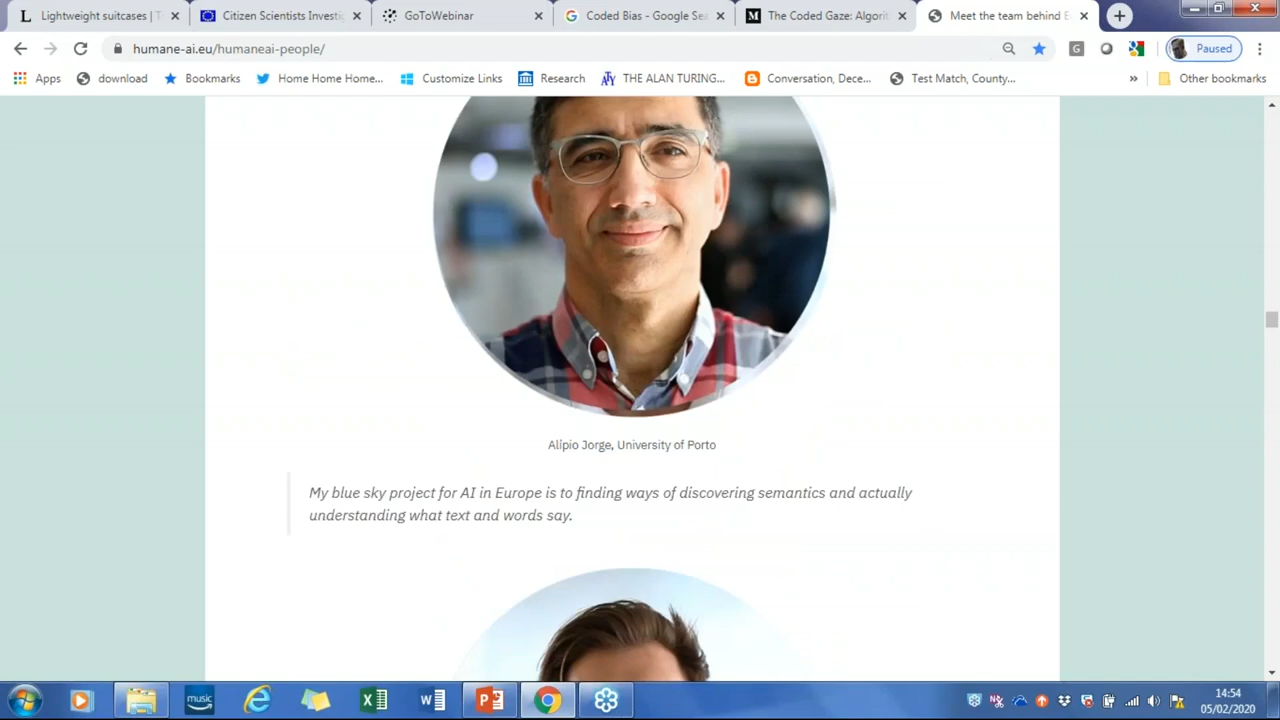 Lightweight suitcases | T
Citizen Scientists Investig
GoToWebinar
Coded Bias - Google Sea
The Coded Gaze: Algorit
Meet the team behind E
humane-ai.eu/humaneai-people/
Paused
Apps
download
Bookmarks
Home Home Home...
Customize Links
Research
THE ALAN TURING...
Conversation, Dece...
Test Match, County...
Other bookmarks
Alípio Jorge, University of Porto
My blue sky project for AI in Europe is to finding ways of discovering semantics and actually
understanding what text and words say.
music
14:54
05/02/2020